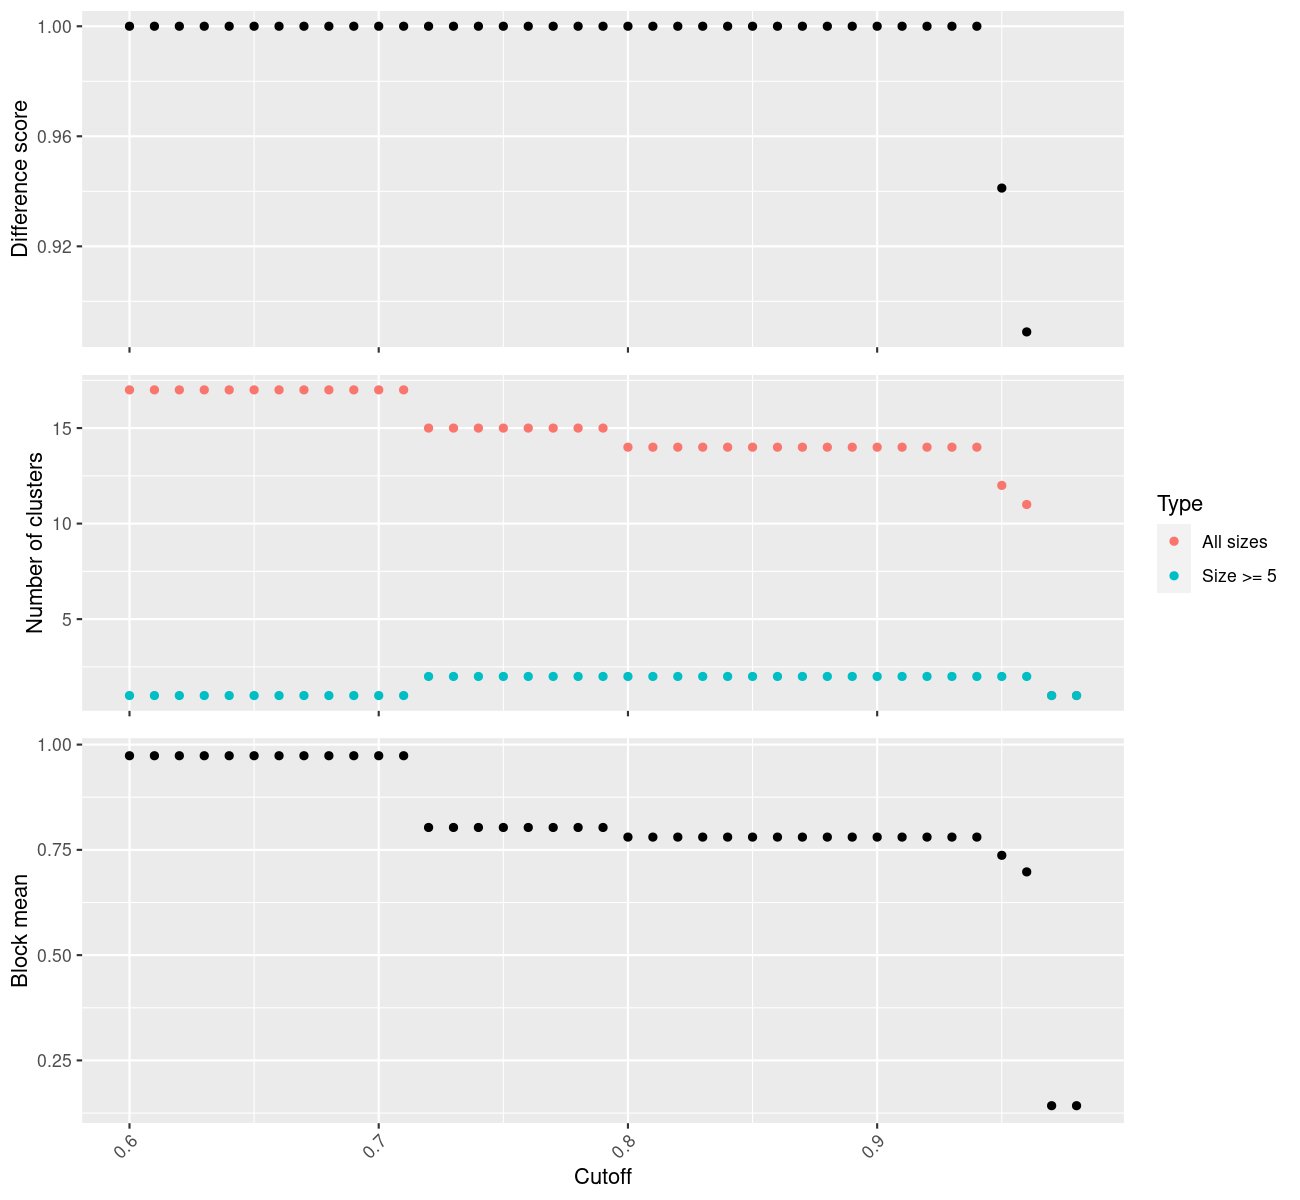 Difference score
1.00
0.96
0.92
Number of clusters
15
10
5
Type
All sizes
Size >= 5
Block mean
1.00
0.75
0.50
0.25
0.6
0.7
0.8
0.9
Cutoff